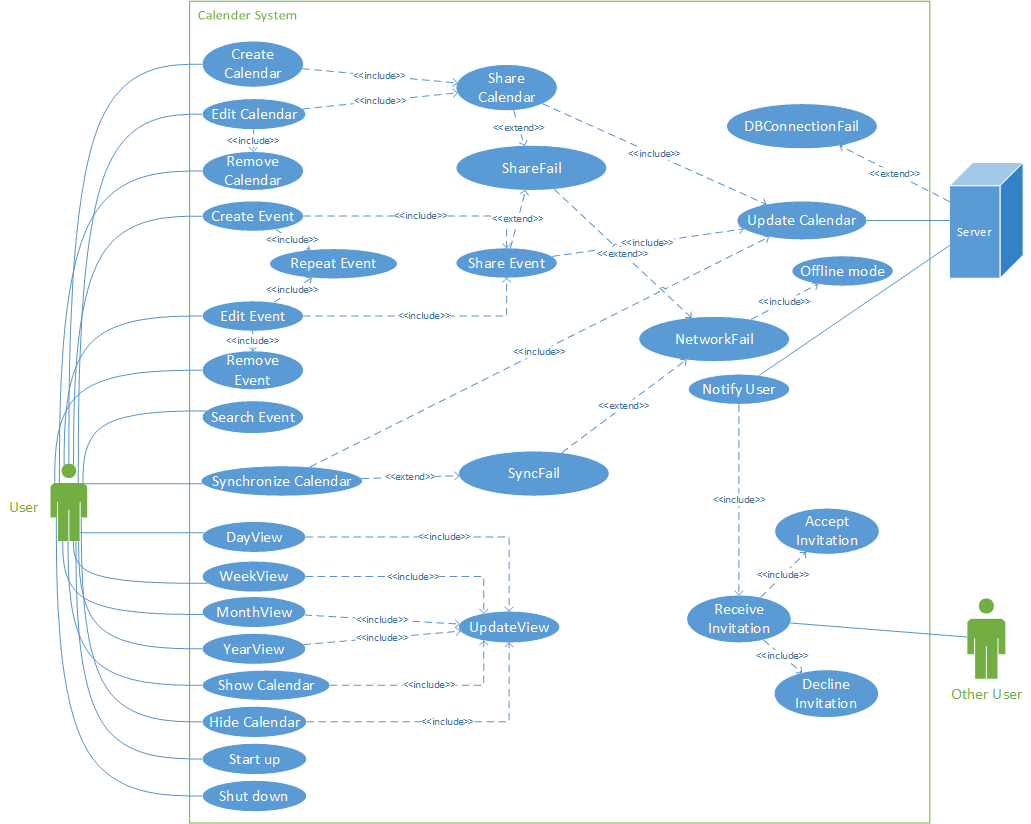 Calender System
Create
Calendar
<<include>>
Share
Calendar
Edit Calendar
<<include>>
<<include>>
<<extend>>
DBConnectionFail
Remove
Calendar
ShareFail
<<include>>
<<extend>>
Create Event
<<include>>
<<extend>>
Update Calendar
Server
<<include>>
<<include>>
<<extend>>
Repeat Event
Share Event
Offline mode
<<include>>
<<include>>
Edit Event
<<include>>
<<include>>
NetworkFail
<<include>>
Remove
Event
Notify User
<<extend>>
Search Event
Synchronize Calendar
<<extend>>
SyncFail
User
<<include>>
DayView
<<include>>
Accept
Invitation
WeekView
<<include>>
<<include>>
MonthView
<<include>>
UpdateView
Receive
Invitation
<<include>>
YearView
<<include>>
Show Calendar
<<include>>
Decline
Invitation
Other User
Hide Calendar
<<include>>
Start up
Shut down